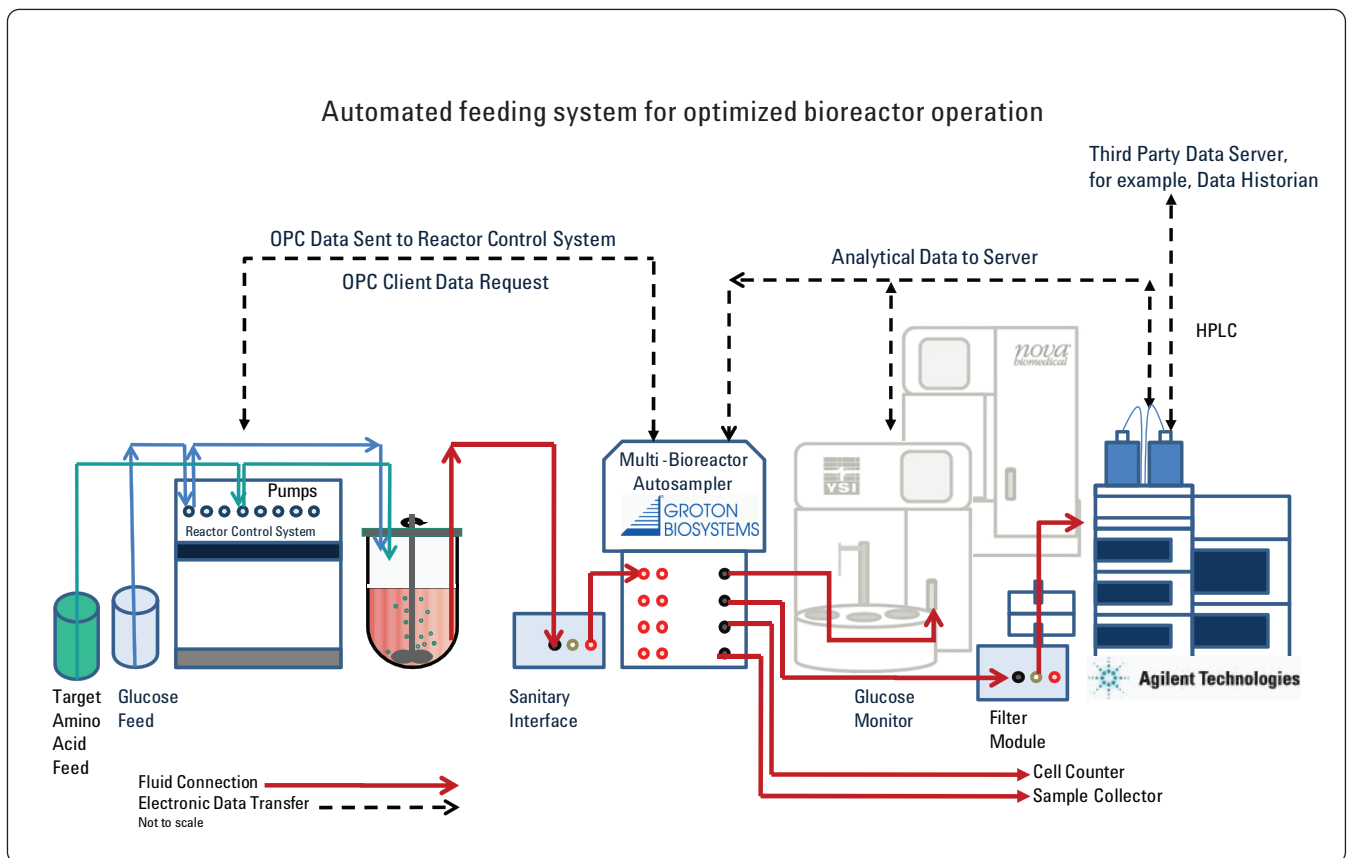 Automated feeding system for optimized bioreactor operation
Third Party Data Server,
for example, Data Historian
OPC Data Sent to Reactor Control System
OPC Client Data Request
Analytical Data to Server
HPLC
nova
biomedical
Multi-Bioreactor
Autosampler
GROTON
BIOSYSTEMS
YSI
Pumps
Reactor Control System
Agilent Technologies
Target
Amino
Acid
Feed
Glucose
Feed
Sanitary
Interface
Glucose
Monitor
Filter
Module
Cell Counter
Sample Collector
Fluid Connection
Electronic Data Transfer
Not to scale